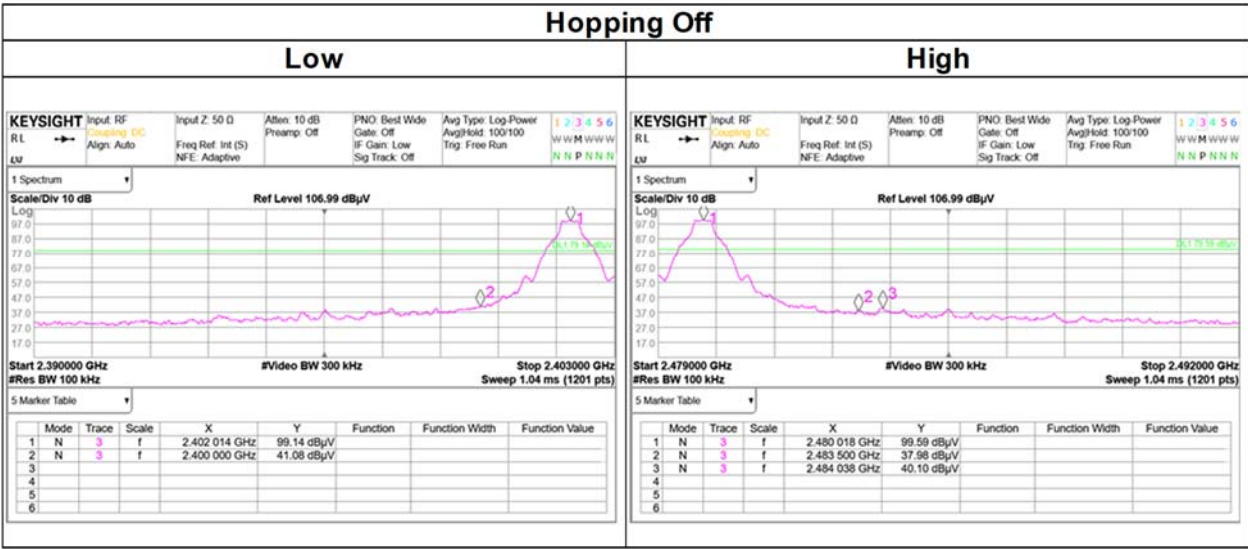 Hopping Off
Low
High
KEYSIGHT Input: RF Input Z: 50 Ω Atten: 10 dB PNO: Best Wide Avg Type: Log-Power 1 2 3 4 5 6
RL Coupling: DC Preamp: Off Gate: Off Avg|Hold: 100/100 W W M W W W
Align: Auto Freq Ref: Int (S) IF Gain: Low Trig: Free Run
NFE: Adaptive Sig Track: Off N N P N N N
1 Spectrum
Scale/Div 10 dB Ref Level 106.99 dBµV
Log
97.0
87.0
77.0
67.0
57.0
47.0
37.0
27.0
17.0
1
2
Start 2.390000 GHz #Video BW 300 kHz Stop 2.403000 GHz
#Res BW 100 kHz Sweep 1.04 ms (1201 pts)
5 Marker Table
Mode Trace Scale X Y Function Function Width Function Value
1 N 3 f 2.402 014 GHz 99.14 dBµV
2 N 3 f 2.400 000 GHz 41.08 dBµV
3
4
5
6
KEYSIGHT Input: RF Input Z: 50 Ω Atten: 10 dB PNO: Best Wide Avg Type: Log-Power 1 2 3 4 5 6
RL Coupling: DC Preamp: Off Gate: Off Avg|Hold: 100/100 W W M W W W
Align: Auto Freq Ref: Int (S) IF Gain: Low Trig: Free Run
NFE: Adaptive Sig Track: Off N N P N N N
1 Spectrum
Scale/Div 10 dB Ref Level 106.99 dBµV
Log
97.0
87.0
77.0
67.0
57.0
47.0
37.0
27.0
17.0
1
DL1 79.59 dBµV
2
3
Start 2.479000 GHz #Video BW 300 kHz Stop 2.492000 GHz
#Res BW 100 kHz Sweep 1.04 ms (1201 pts)
5 Marker Table
Mode Trace Scale X Y Function Function Width Function Value
1 N 3 f 2.480 018 GHz 99.59 dBµV
2 N 3 f 2.483 500 GHz 37.98 dBµV
3 N 3 f 2.484 038 GHz 40.10 dBµV
4
5
6